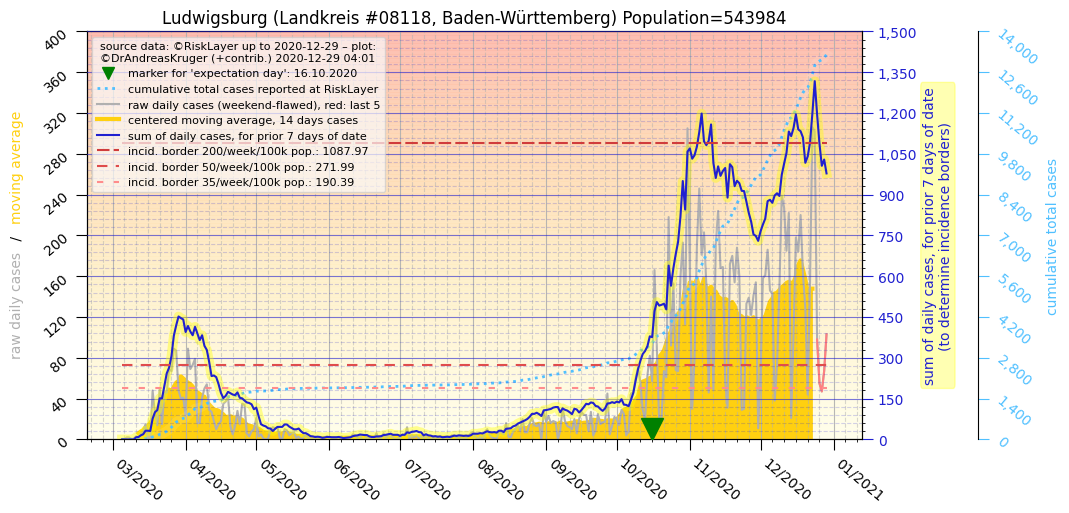 Ludwigsburg (Landkreis #08118, Baden-Württemberg) Population=543984
source data: ©RiskLayer up to 2020-12-29 – plot:
©DrAndreasKruger (+contrib.) 2020-12-29 04:01
marker for 'expectation day': 16.10.2020
cumulative total cases reported at RiskLayer
raw daily cases (weekend-flawed), red: last 5
centered moving average, 14 days cases
sum of daily cases, for prior 7 days of date
incid. border 200/week/100k pop.: 1087.97
incid. border 50/week/100k pop.: 271.99
incid. border 35/week/100k pop.: 190.39
raw daily cases / moving average
400
360
320
280
240
200
160
120
80
40
0
03/2020
04/2020
05/2020
06/2020
07/2020
08/2020
09/2020
10/2020
11/2020
12/2020
01/2021
1,500
1,350
1,200
1,050
900
750
600
450
300
150
0
sum of daily cases, for prior 7 days of date
(to determine incidence borders)
14,000
12,600
11,200
9,800
8,400
7,000
5,600
4,200
2,800
1,400
0
cumulative total cases